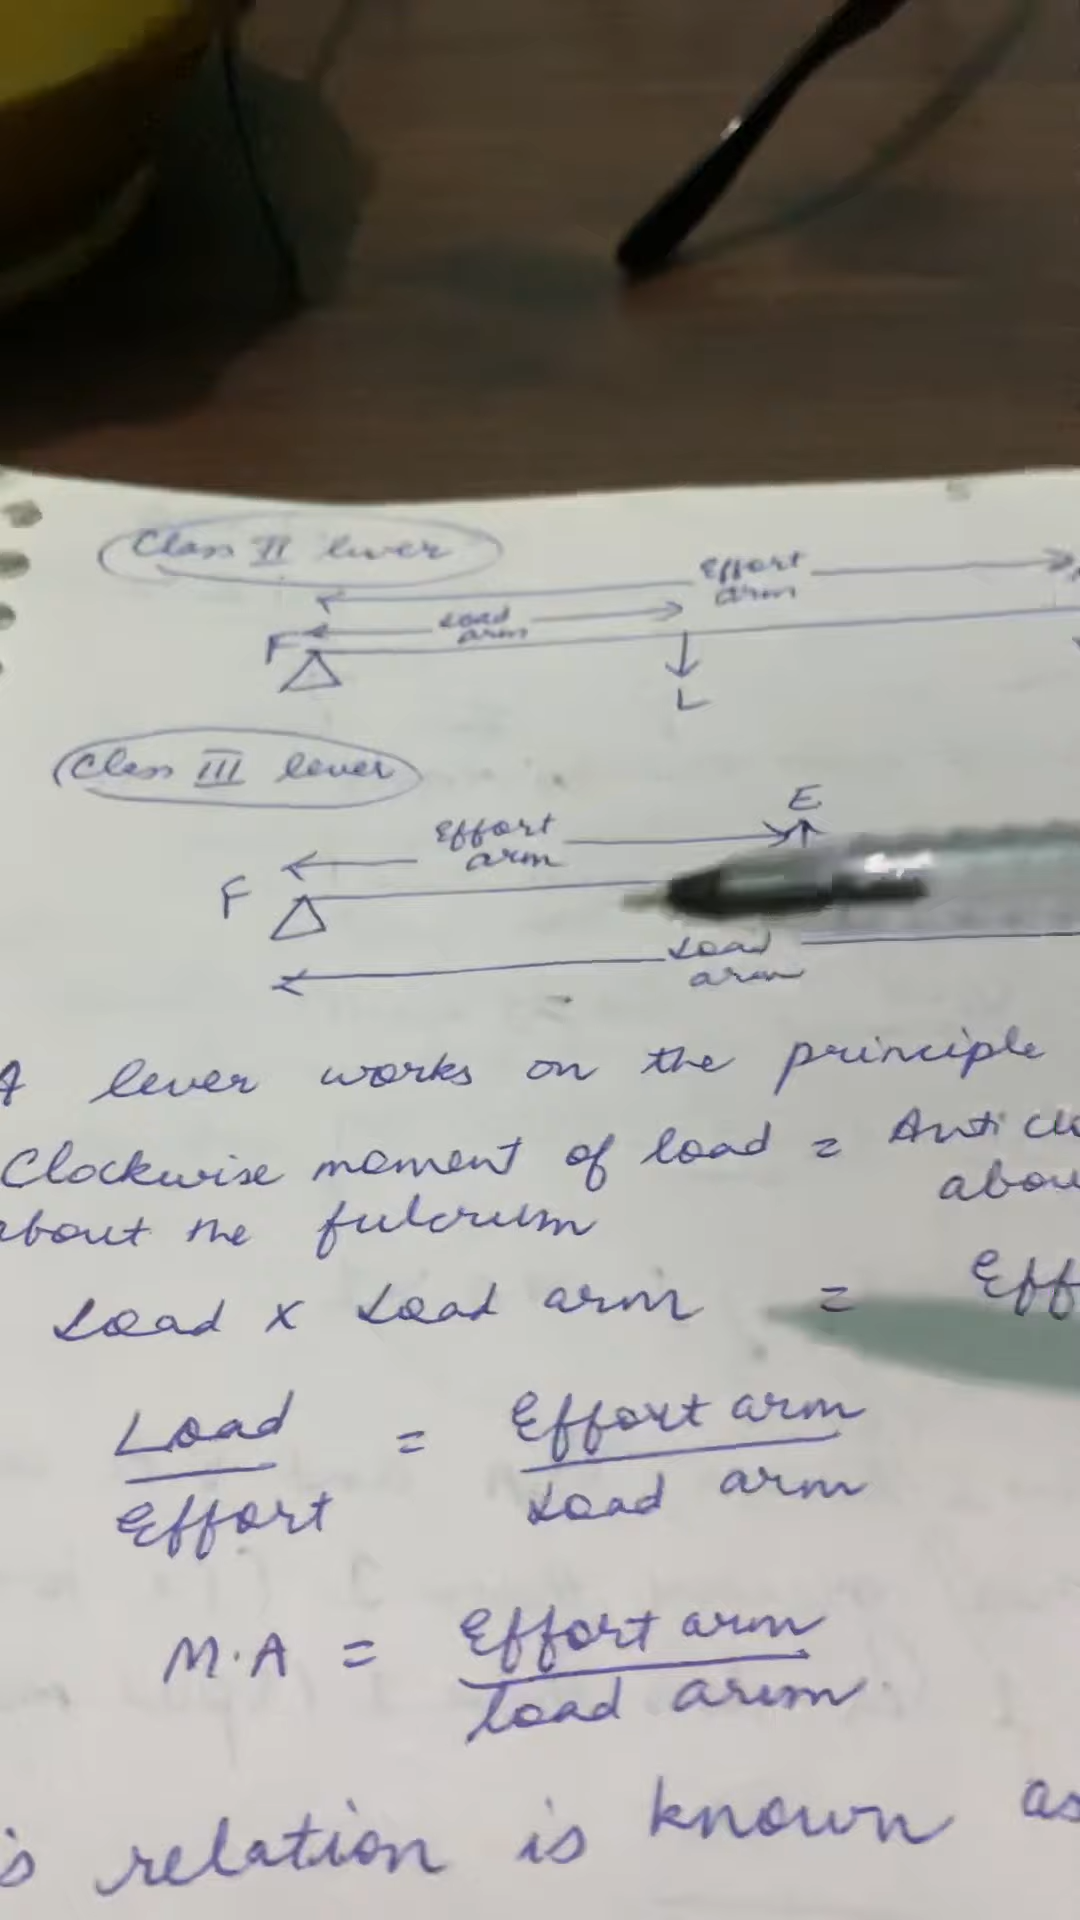 Class II lever
Effort
arm
Load
arm
F
L
Class III lever
E
Effort
arm
F
Load
arm
lever works on the principle
Clockwise moment of load = Anti
about the fulcrum
Load x Load arm =
Load = Effort arm
Effort Load arm
M.A = Effort arm
load arm
relation is known as